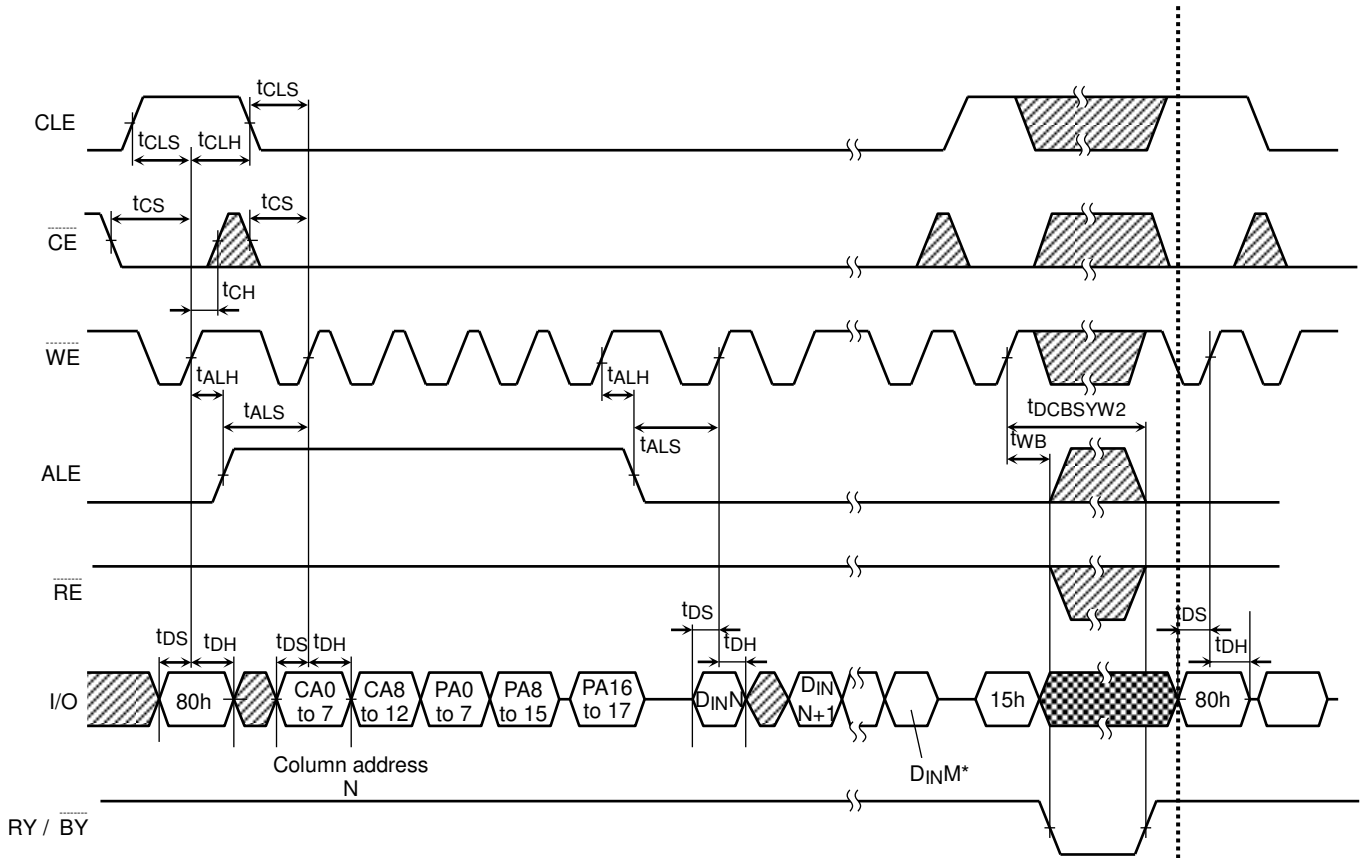 tCLS
CLE
tCLS tCLH
tCS tCS
CE
tCH
WE
tALH tALH
tALS tDCBSYW2
tALS tWB
ALE
RE
tDS tDS
tDS tDH tDS tDH tDH tDH
I/O 80h CA0 to 7 CA8 to 12 PA0 to 7 PA8 to 15 PA16 to 17 DINN DIN N+1 15h 80h
Column address
N
DINM*
RY / BY